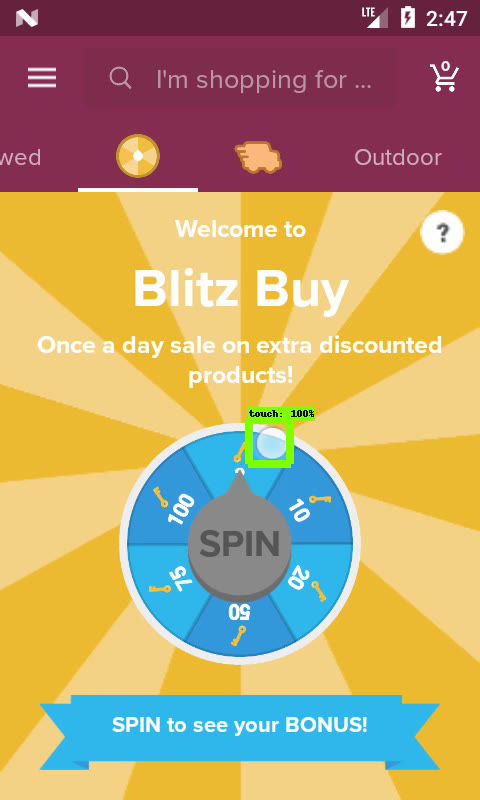 LTE 2:47
I'm shopping for ... 0
wed Outdoor
Welcome to ?
Blitz Buy
Once a day sale on extra discounted
products!
touch: 100%
100 10
SPIN
75 20
50
SPIN to see your BONUS!